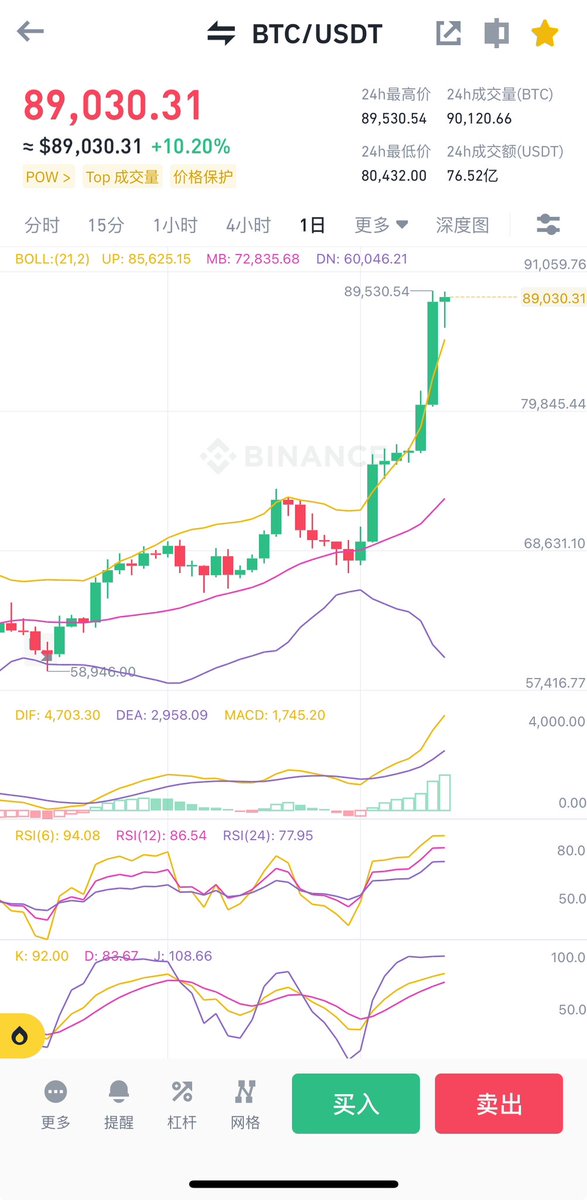 BTC/USDT
89,030.31
≈ $89,030.31 +10.20%
POW > Top 成交量 价格保护
24h最高价 24h成交量(BTC)
89,530.54 90,120.66
24h最低价 24h成交额(USDT)
80,432.00 76.52亿
分时 15分 1小时 4小时 1日 更多 深度图
BOLL:(21,2) UP: 85,625.15 MB: 72,835.68 DN: 60,046.21
91,059.76
89,530.54
89,030.31
79,845.44
BINANCE
68,631.10
58,946.00
57,416.77
DIF: 4,703.30 DEA: 2,958.09 MACD: 1,745.20
4,000.00
0.00
RSI(6): 94.08 RSI(12): 86.54 RSI(24): 77.95
80.0
50.0
K: 92.00 D: 83.67 J: 108.66
100.0
50.0
更多 提醒 杠杆 网格 买入 卖出